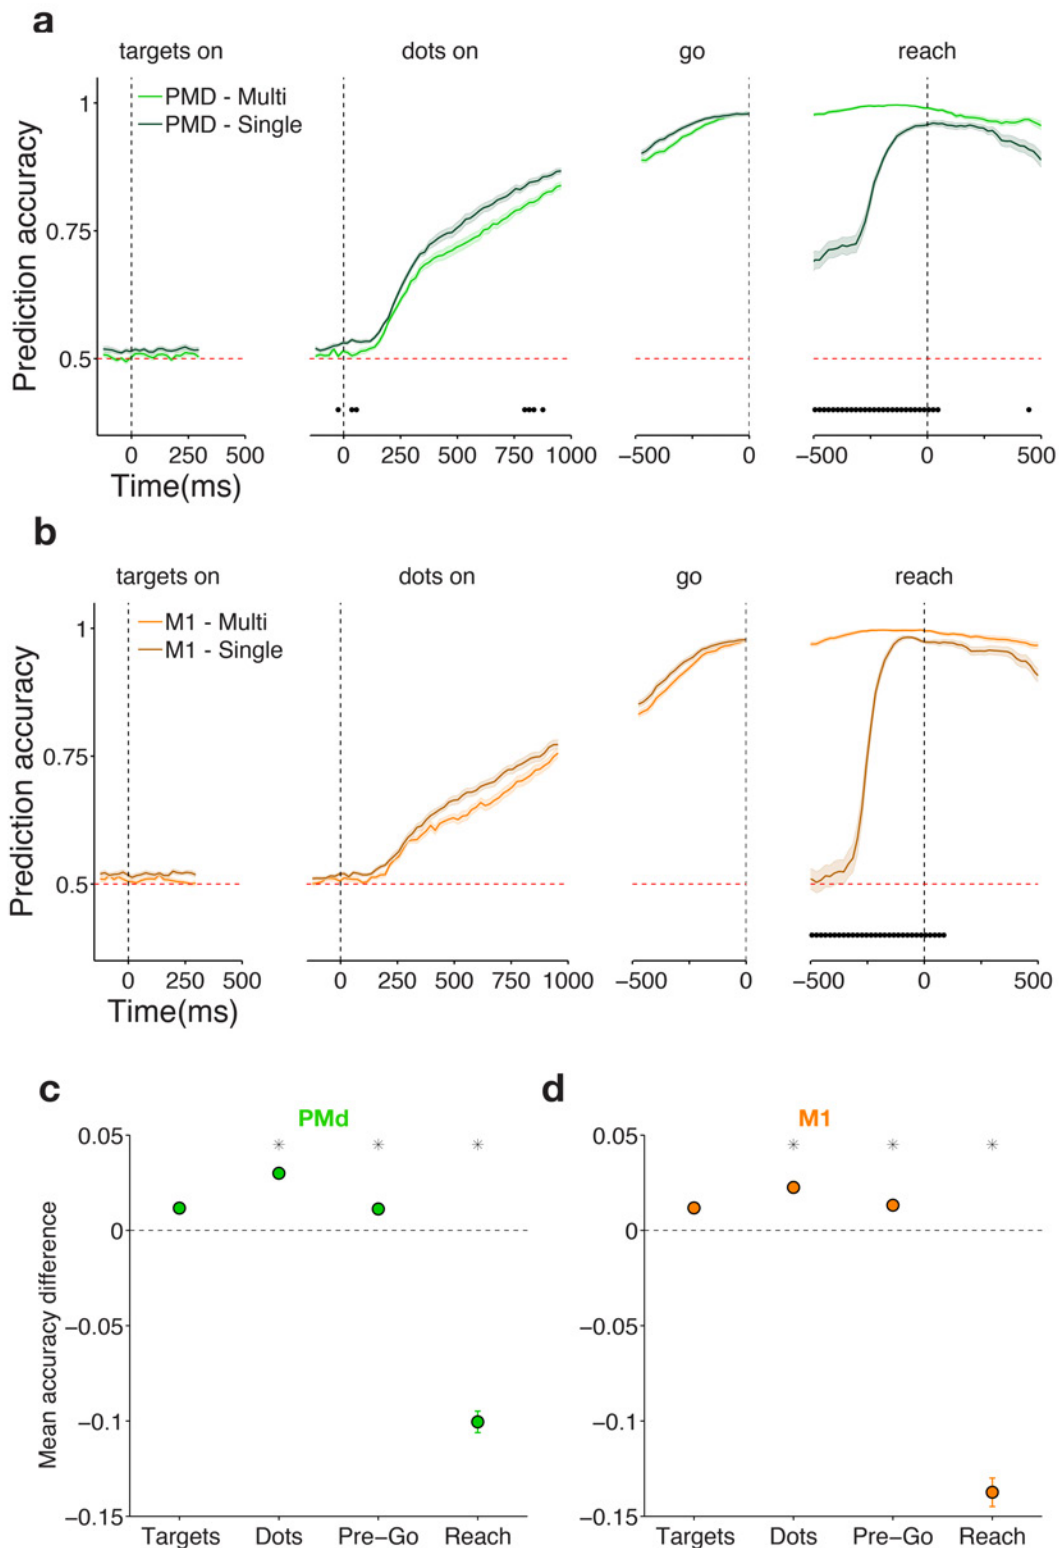 a
targets on dots on go reach
PMD - Multi
PMD - Single
1
0.75
0.5
Prediction accuracy
0 250 500 0 250 500 750 1000 −500 0 −500 0 500
Time(ms)
b
targets on dots on go reach
M1 - Multi
M1 - Single
1
0.75
0.5
Prediction accuracy
0 250 500 0 250 500 750 1000 −500 0 −500 0 500
Time(ms)
c
PMd
0.05
0
−0.05
−0.1
−0.15
Mean accuracy difference
Targets Dots Pre−Go Reach
d
M1
0.05
0
−0.05
−0.1
−0.15
Targets Dots Pre−Go Reach